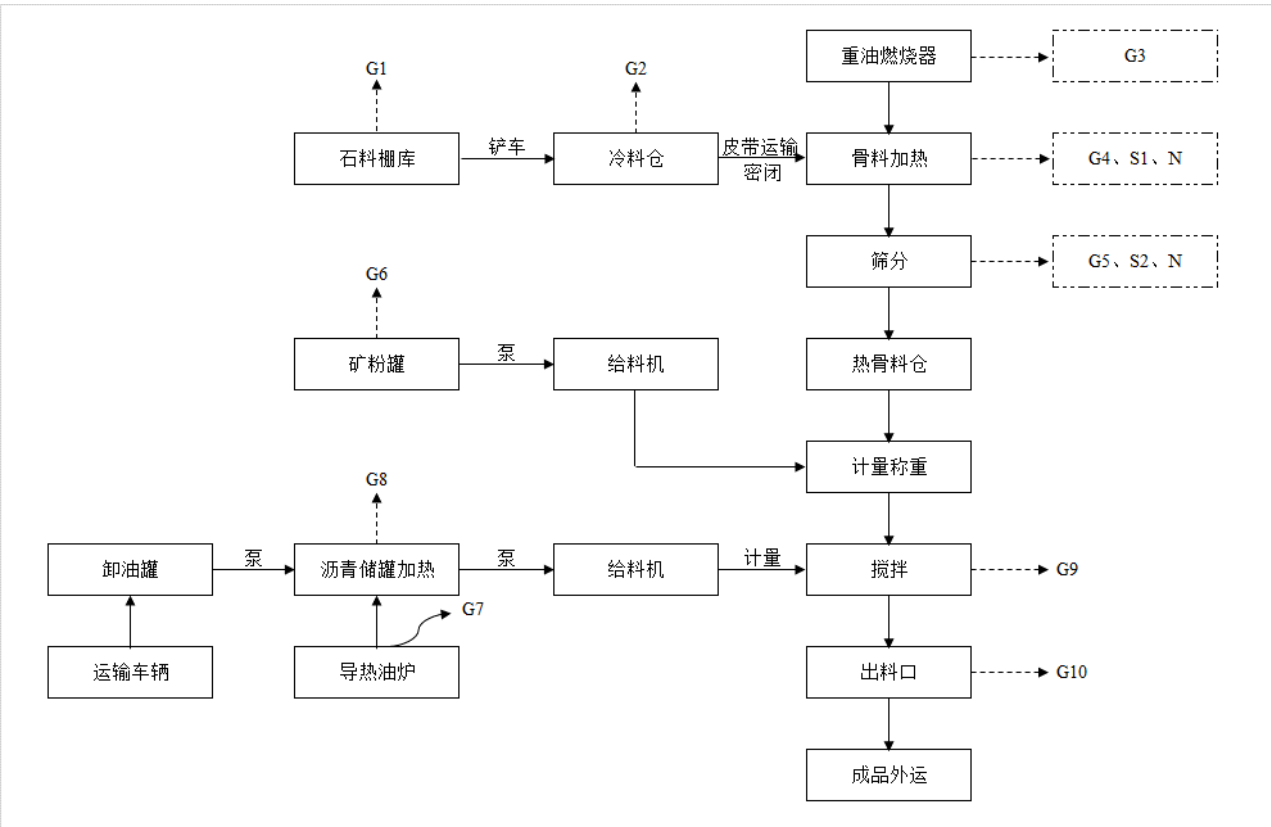 重油燃烧器
G3
G1
G2
石料棚库
铲车
冷料仓
皮带运输
密闭
骨料加热
G4、S1、N
筛分
G5、S2、N
G6
矿粉罐
泵
给料机
热骨料仓
计量称重
G8
卸油罐
泵
沥青储罐加热
泵
给料机
计量
搅拌
G9
G7
运输车辆
导热油炉
出料口
G10
成品外运